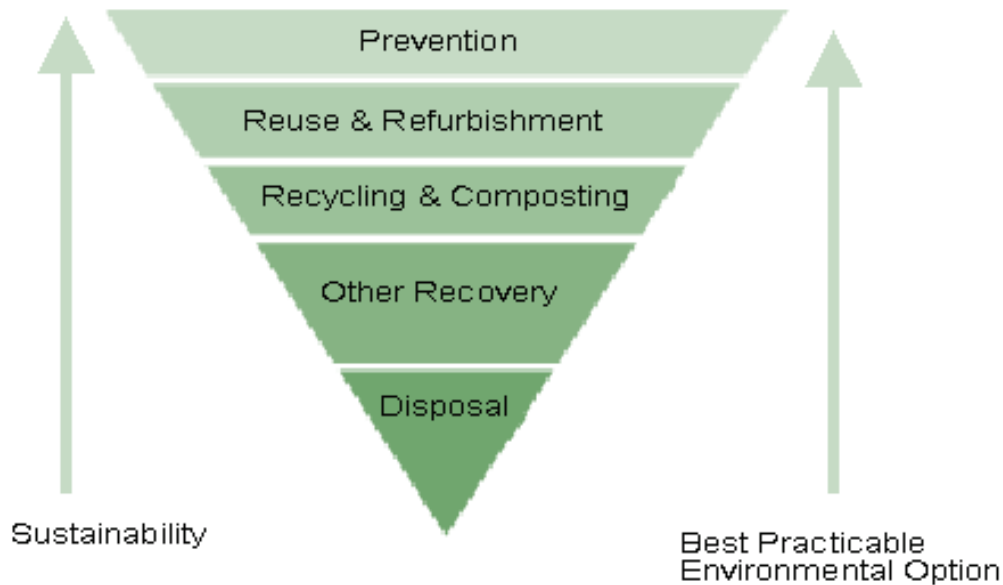 Prevention
Reuse & Refurbishment
Recycling & Composting
Other Recovery
Disposal
Sustainability
Best Practicable
Environmental Option